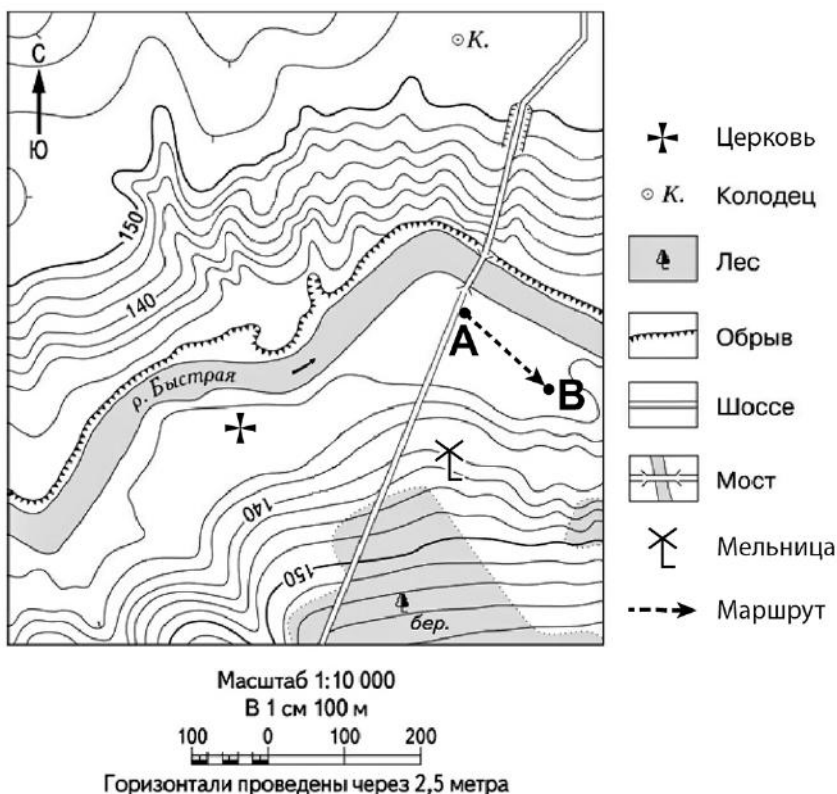 С
Ю
К.
150
140
р. Быстрая
А
В
140
150
бер.
Церковь
К. Колодец
Лес
Обрыв
Шоссе
Мост
Мельница
Маршрут
Масштаб 1:10 000
В 1 см 100 м
100 0 100 200
Горизонтали проведены через 2,5 метра